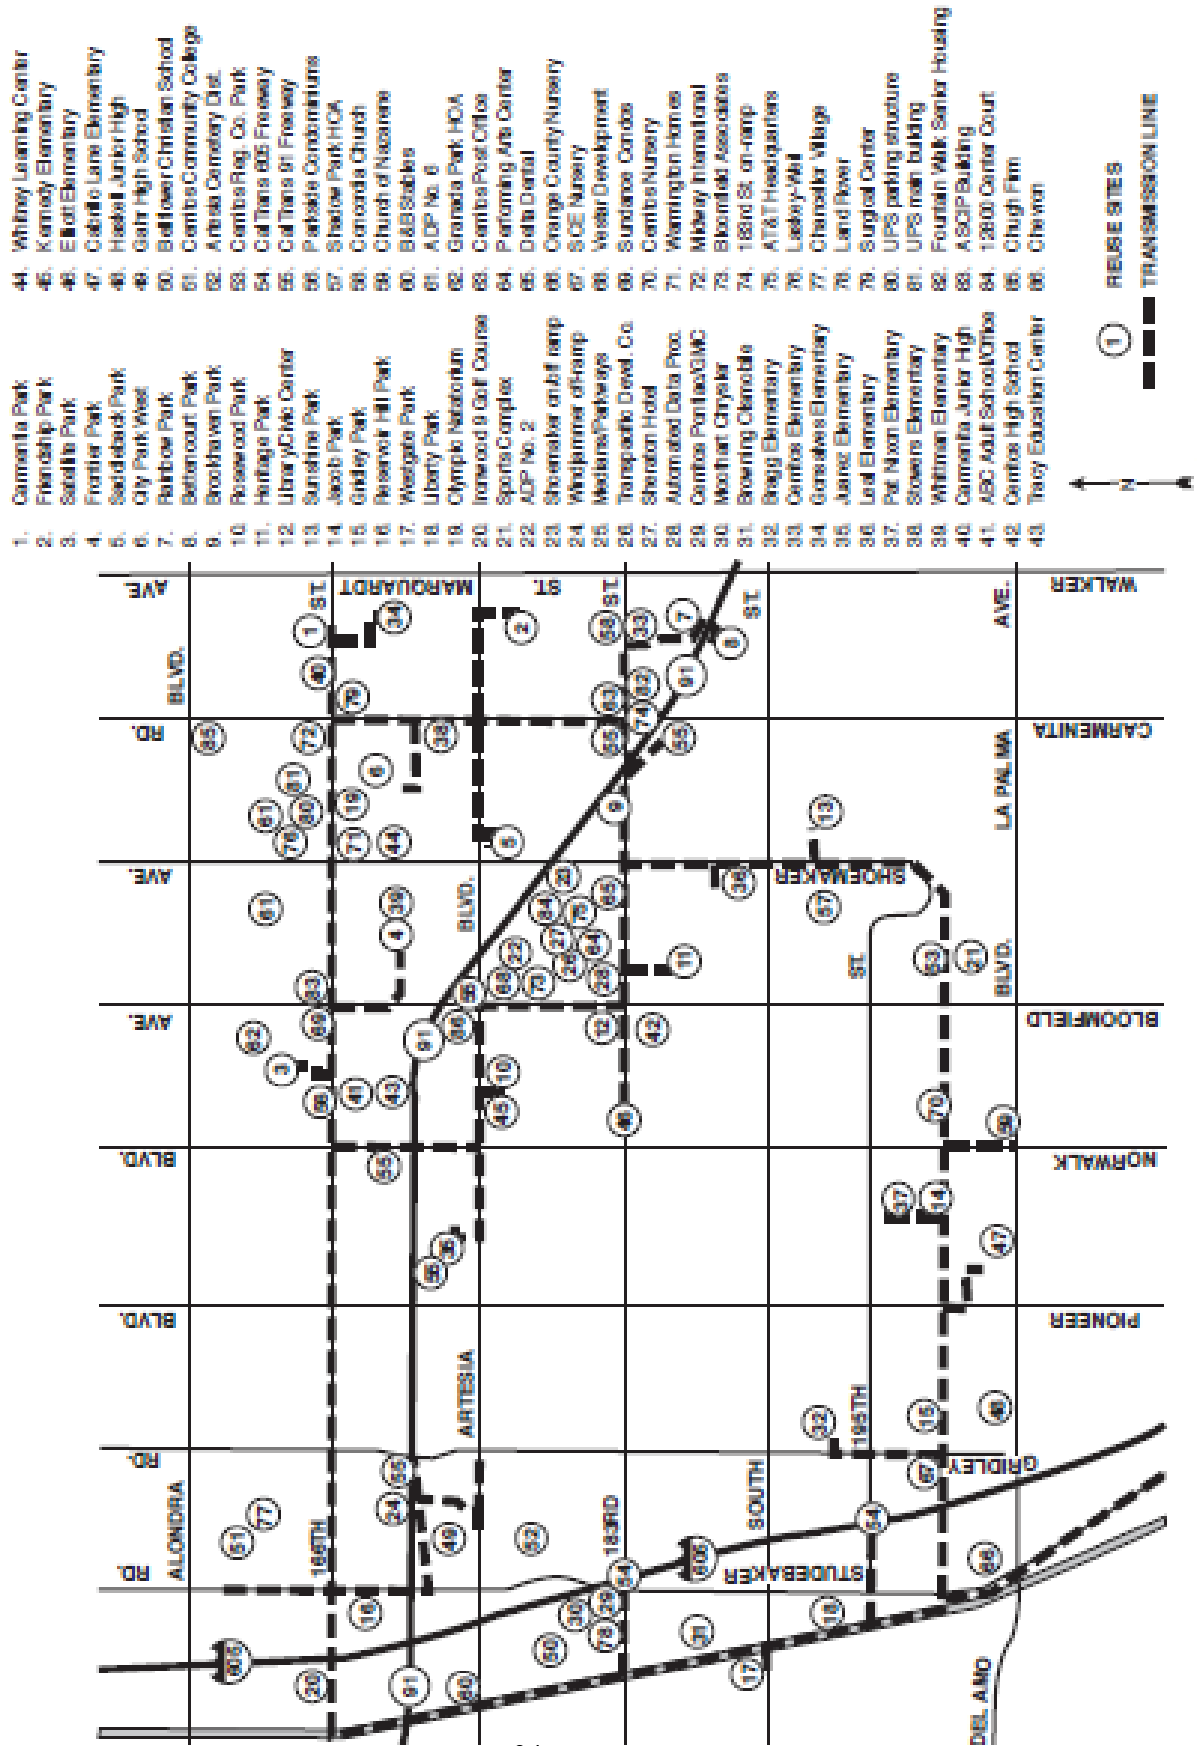 1. Carmenita Park
2. Friendship Park
3. Satellite Park
4. Frontier Park
5. Saddleback Park
6. City Park West
7. Rainbow Park
8. Bettencourt Park
9. Brookhaven Park
10. Rosewood Park
11. Heritage Park
12. Library/Civic Center
13. Sunshine Park
14. Jacob Park
15. Gridley Park
16. Reservoir Hill Park
17. Westgate Park
18. Liberty Park
19. Olympic Natatorium
20. Ironwood 9 Golf Course
21. Sports Complex
22. ADP No. 2
23. Shoemaker on/off ramp
24. Windjammer off ramp
25. Medians/Parkways
26. Transpacific Devel. Co.
27. Sheraton Hotel
28. Automated Data Proc.
29. Cerritos Pontiac/GMC
30. Moothart Chrysler
31. Browning Olsmobile
32. Bragg Elementary
33. Cerritos Elementary
34. Gonsalves Elementary
35. Juarez Elementary
36. Leal Elementary
37. Pat Nixon Elementary
38. Stowers Elementary
39. Whittman Elementary
40. Carmenita Junior High
41. ABC Adult School/Office
42. Cerritos High School
43. Tracy Education Center
44. Whitney Learning Center
45. Kennedy Elementary
46. Elliott Elementary
47. Cabrillo Lane Elementary
48. Haskell Junior High
49. Gahr High School
50. Bellflower Christian School
51. Cerritos Community College
52. Artesia Cemetery Dist.
53. Cerritos Reg. Co. Park
54. Cal Trans 605 Freeway
55. Cal Trans 91 Freeway
56. Parkside Condominiums
57. Shadow Park HOA
58. Concordia Church
59. Church of Nazarene
60. B&B Stables
61. ADP No. 6
62. Granada Park HOA
63. Cerritos Post Office
64. Performing Arts Center
65. Delta Dental
66. Orange County Nursery
67. SCE Nursery
68. Vestar Development
69. Sundance Condos
70. Cerritos Nursery
71. Warmington Homes
72. Midway International
73. Bloomfield Associates
74. 183rd St. on-ramp
75. AT&T Headquarters
76. Laskey-Weil
77. Chancellor Village
78. Land Rover
79. Surgical Center
80. UPS parking structure
81. UPS main building
82. Fountain Walk Senior Housing
83. ASCIP Building
84. 13900 Center Court
85. Chugh Firm
86. Chevron
1 REUSE SITES
TRANSMISSION LINE
N
ALONDRA BLVD.
166TH ST.
ARTESIA BLVD. ST.
183RD ST.
SOUTH ST.
195TH ST.
DEL AMO BLVD.
LA PALMA AVE.
STUDEBAKER RD.
GRIDLEY RD.
PIONEER BLVD.
NORWALK BLVD.
BLOOMFIELD AVE.
SHOEMAKER AVE.
CARMENITA RD.
MARQUARDT AVE.
WALKER
605
91
91
91
605